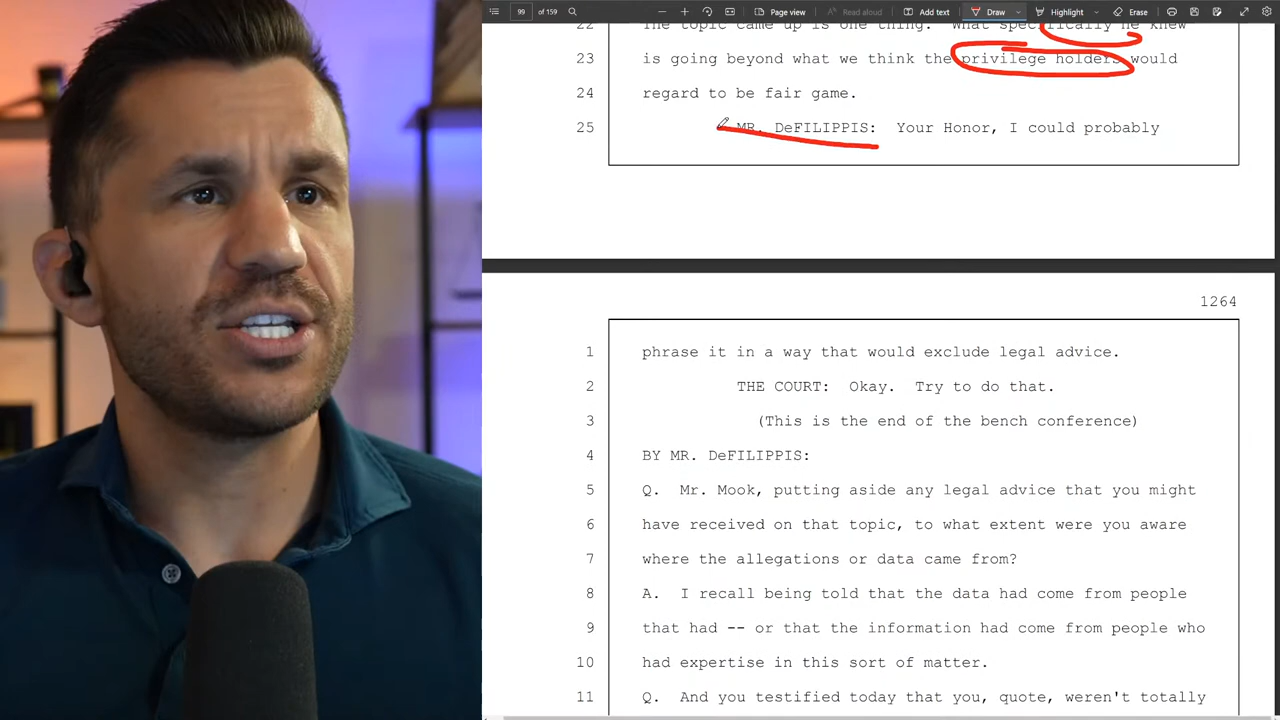 99 of 159 Page view Read aloud Add text Draw Highlight Erase
22 The topic came up is one thing. What specifically he knew
23 is going beyond what we think the privilege holders would
24 regard to be fair game.
25 MR. DeFILIPPIS: Your Honor, I could probably
1264
1 phrase it in a way that would exclude legal advice.
2 THE COURT: Okay. Try to do that.
3 (This is the end of the bench conference)
4 BY MR. DeFILIPPIS:
5 Q. Mr. Mook, putting aside any legal advice that you might
6 have received on that topic, to what extent were you aware
7 where the allegations or data came from?
8 A. I recall being told that the data had come from people
9 that had -- or that the information had come from people who
10 had expertise in this sort of matter.
11 Q. And you testified today that you, quote, weren't totally